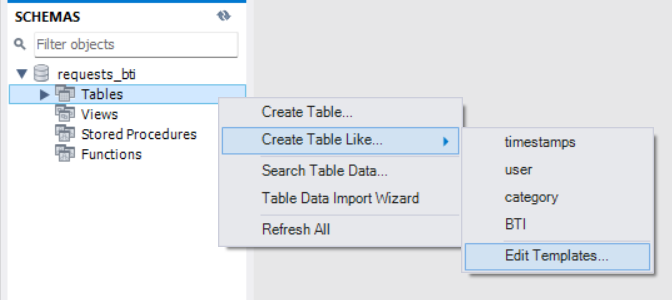 SCHEMAS
Filter objects
requests_bti
Tables
Views
Stored Procedures
Functions
Create Table...
Create Table Like...
Search Table Data...
Table Data Import Wizard
Refresh All
timestamps
user
category
BTI
Edit Templates...